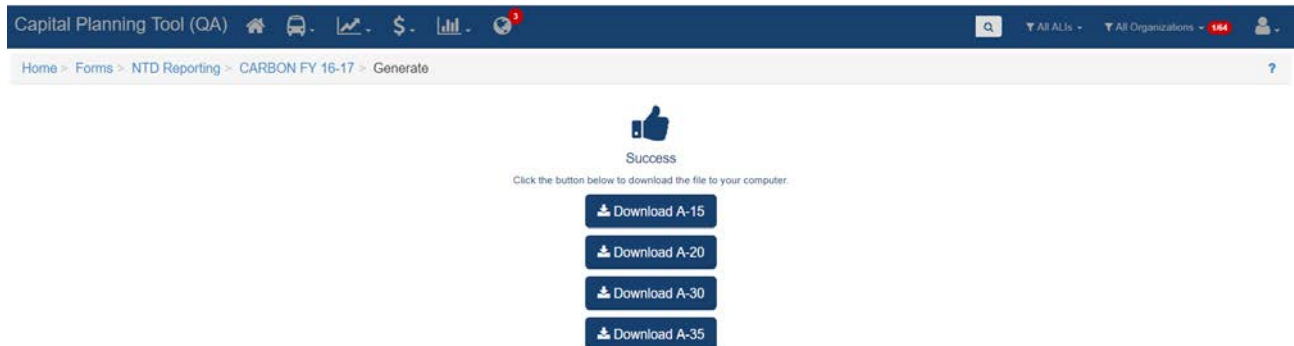 Capital Planning Tool (QA) $ 3 All ALIs All Organizations 1/64
Home > Forms > NTD Reporting > CARBON FY 16-17 > Generate ?
Success
Click the button below to download the file to your computer.
Download A-15
Download A-20
Download A-30
Download A-35